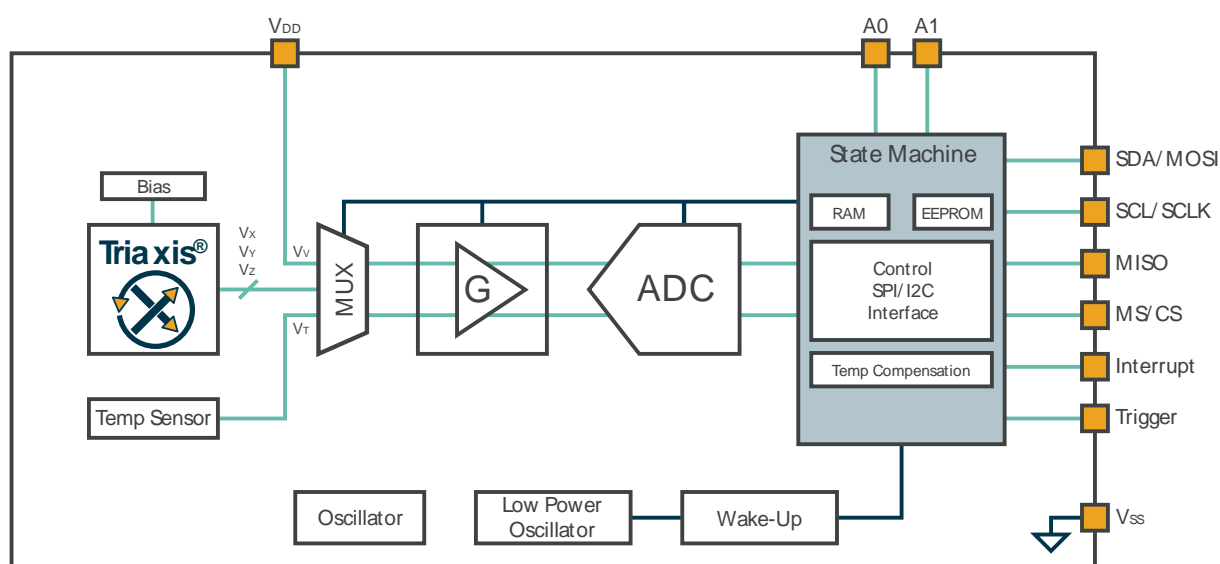 VDD
A0 A1
State Machine
SDA/MOSI
Bias
RAM
EEPROM
SCL/SCLK
Triaxis®
VX
VY
VZ
VV
MUX
G
ADC
Control
SPI/I2C
Interface
MISO
MS/CS
VT
Temp Compensation
Interrupt
Temp Sensor
Trigger
Oscillator
Low Power
Oscillator
Wake-Up
VSS